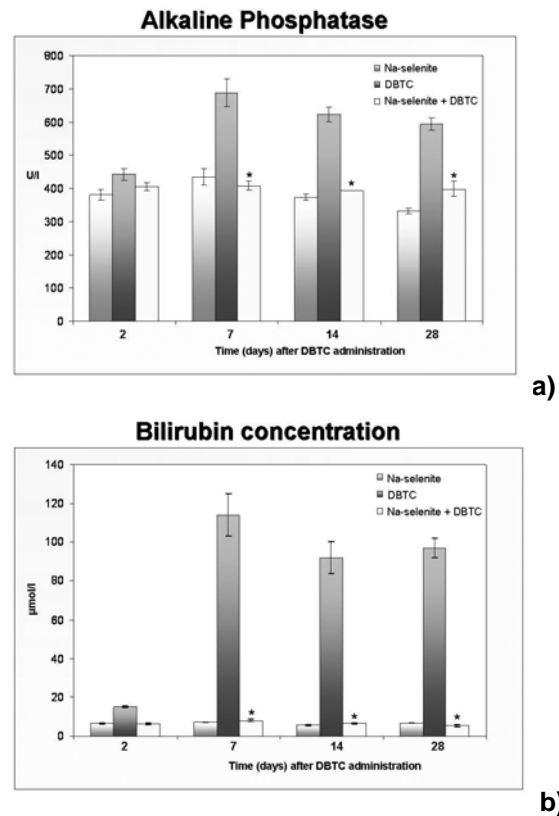 Alkaline Phosphatase
800
700
600
500
400
300
200
100
0
U/l
Na-selenite
DBTC
Na-selenite + DBTC
*
*
*
2 7 14 28
Time (days) after DBTC administration
a)
Bilirubin concentration
140
120
100
80
60
40
20
0
µmol/l
Na-selenite
DBTC
Na-selenite + DBTC
*
*
*
2 7 14 28
Time (days) after DBTC administration
b)